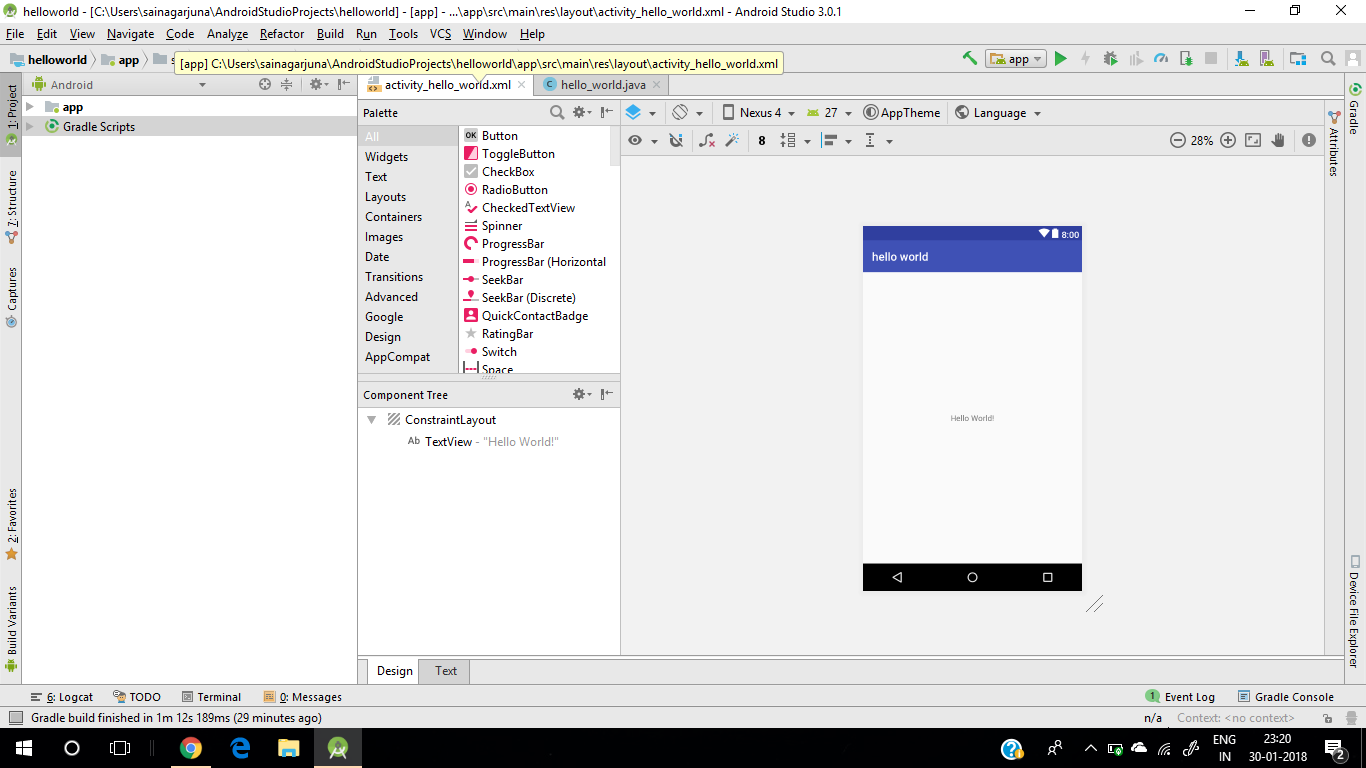 helloworld - [C:\Users\sainagarjuna\AndroidStudioProjects\helloworld] - [app] - ...\app\src\main\res\layout\activity_hello_world.xml - Android Studio 3.0.1
File Edit View Navigate Code Analyze Refactor Build Run Tools VCS Window Help
helloworld app s
[app] C:\Users\sainagarjuna\AndroidStudioProjects\helloworld\app\src\main\res\layout\activity_hello_world.xml
app
1: Project
7: Structure
Captures
2: Favorites
Build Variants
Android
app
Gradle Scripts
activity_hello_world.xml
hello_world.java
Palette
All
Widgets
Text
Layouts
Containers
Images
Date
Transitions
Advanced
Google
Design
AppCompat
OK Button
ToggleButton
CheckBox
RadioButton
CheckedTextView
Spinner
ProgressBar
ProgressBar (Horizontal
SeekBar
SeekBar (Discrete)
QuickContactBadge
RatingBar
Switch
Space
Component Tree
ConstraintLayout
Ab TextView - "Hello World!"
Nexus 4 27 AppTheme Language
8
28%
8:00
hello world
Hello World!
Gradle
Attributes
Device File Explorer
Design Text
6: Logcat TODO Terminal 0: Messages
1 Event Log Gradle Console
Gradle build finished in 1m 12s 189ms (29 minutes ago)
n/a Context: <no context>
ENG
IN
23:20
30-01-2018
2